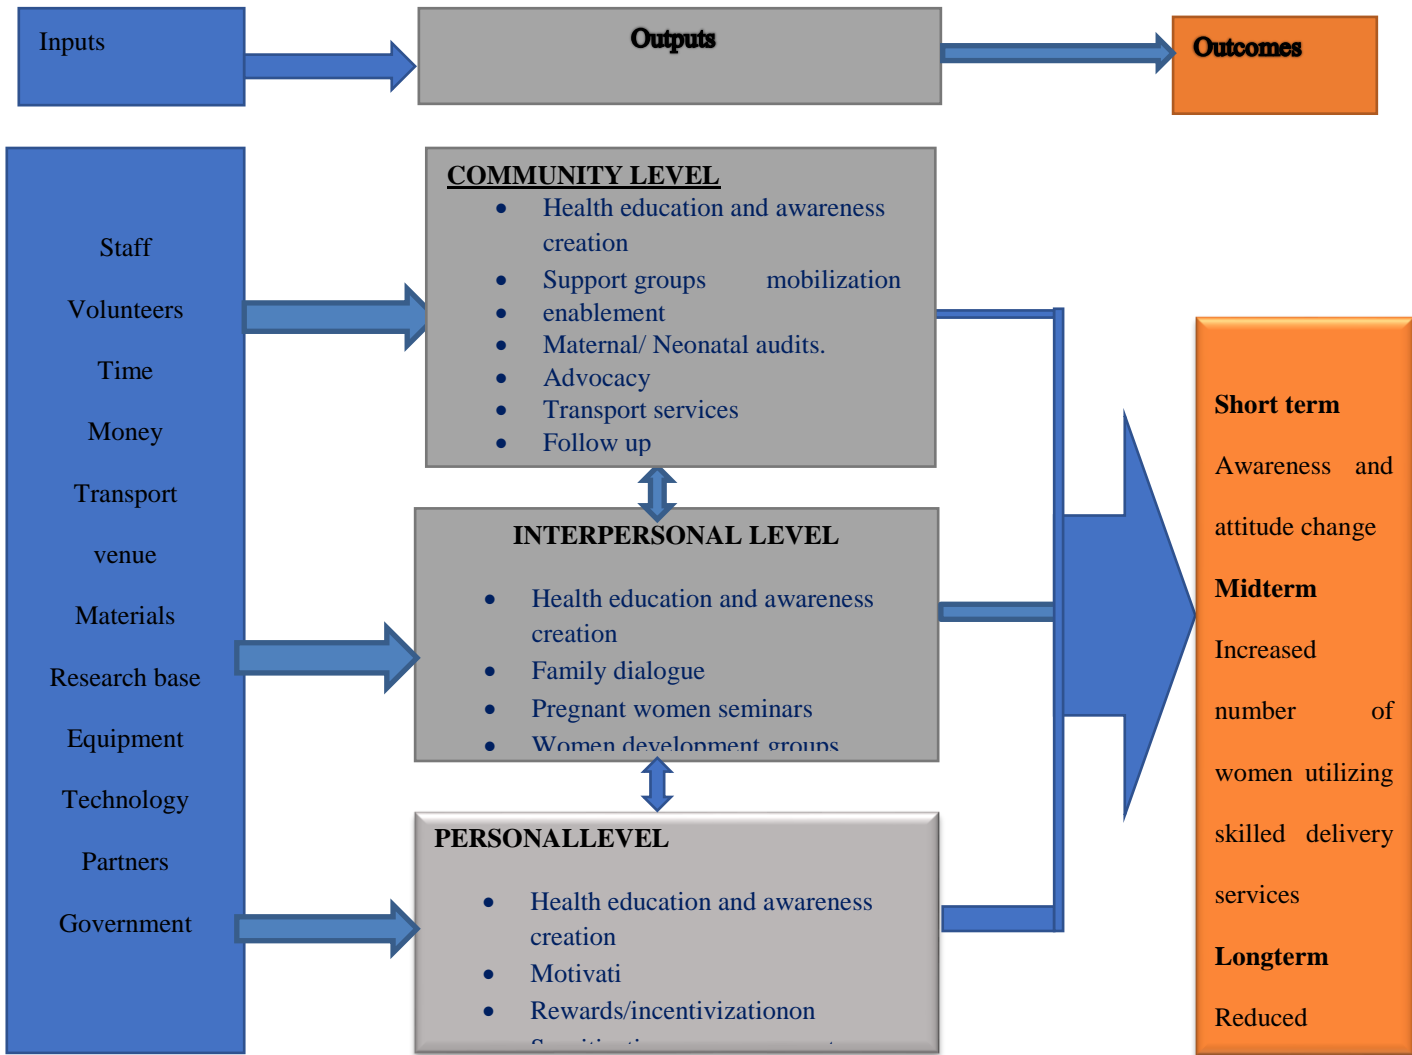 Inputs
Outputs
Outcomes
Staff
Volunteers
Time
Money
Transport
venue
Materials
Research base
Equipment
Technology
Partners
Government
COMMUNITY LEVEL
• Health education and awareness
creation
• Support groups mobilization
• enablement
• Maternal/ Neonatal audits.
• Advocacy
• Transport services
• Follow up
INTERPERSONAL LEVEL
• Health education and awareness
creation
• Family dialogue
• Pregnant women seminars
• Women development groups
PERSONALLEVEL
• Health education and awareness
creation
• Motivati
• Rewards/incentivizationon
Short term
Awareness and
attitude change
Midterm
Increased
number of
women utilizing
skilled delivery
services
Longterm
Reduced